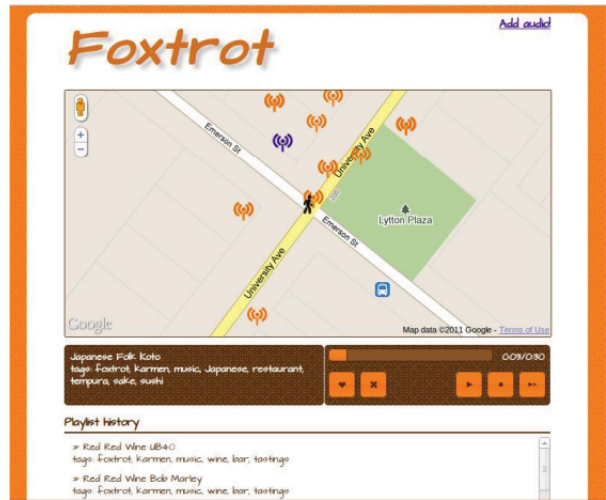 Add audio!
Foxtrot
Emerson St
University Ave
Lytton Plaza
Emerson St
University Ave
Google
Map data ©2011 Google - Terms of Use
Japanese Folk Koto
tags: foxtrot, karmen, music, Japanese, restaurant,
tempura, sake, sushi
0:03/0:30
Playlist history
» Red Red Wine UB40
tags: foxtrot, karmen, music, wine, bar, tastings
» Red Red Wine Bob Marley
tags: foxtrot, karmen, music, wine, bar, tastings